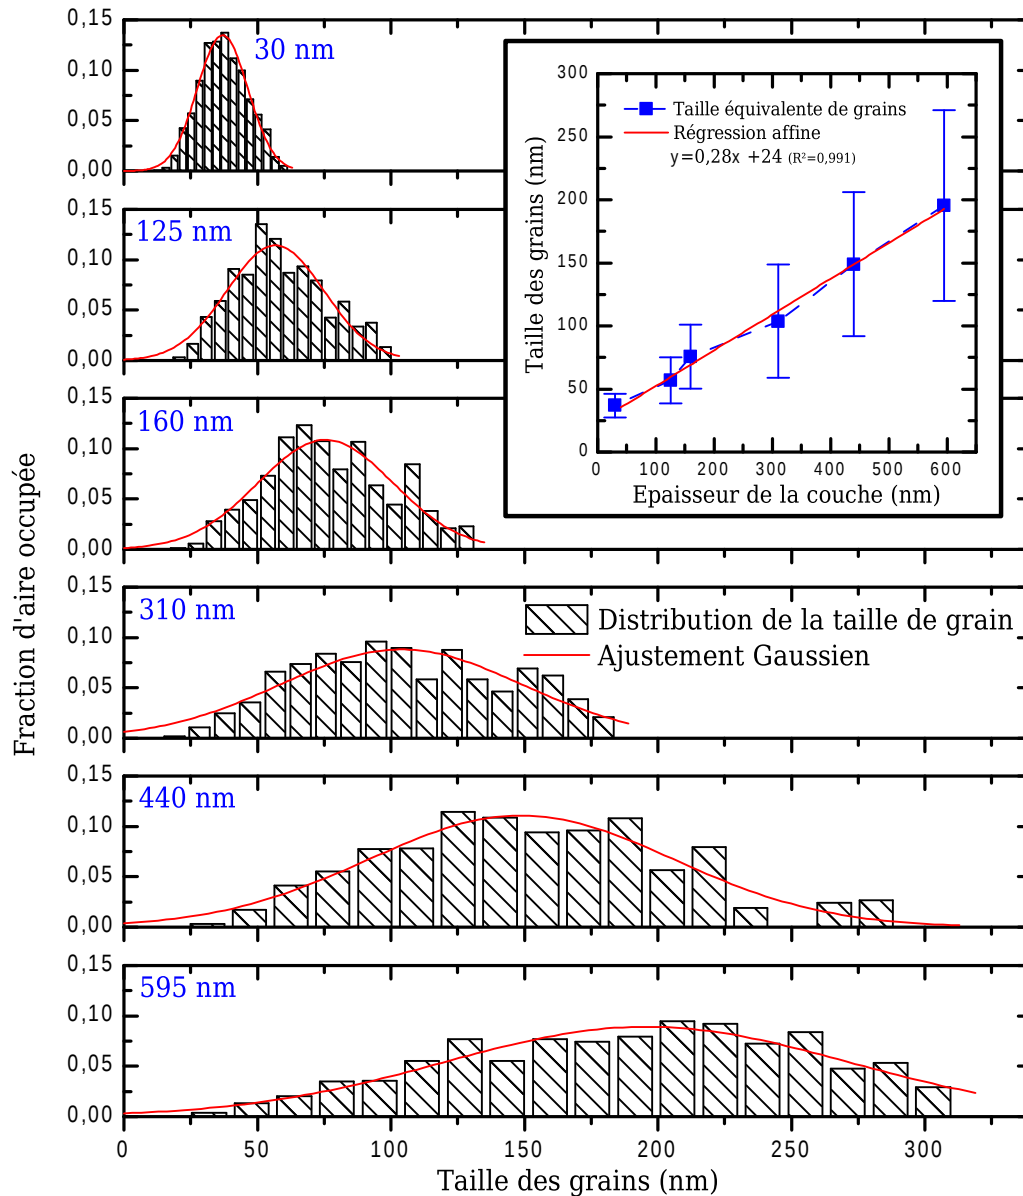 Fraction d'aire occupée
0,15
0,10
0,05
0,00
30 nm
0,15
0,10
0,05
0,00
125 nm
0,15
0,10
0,05
0,00
160 nm
Taille des grains (nm)
300
250
200
150
100
50
0
Taille équivalente de grains
Régression affine
y=0,28x +24 (R²=0,991)
0 100 200 300 400 500 600
Epaisseur de la couche (nm)
0,15
0,10
0,05
0,00
310 nm
Distribution de la taille de grain
Ajustement Gaussien
0,15
0,10
0,05
0,00
440 nm
0,15
0,10
0,05
0,00
595 nm
0 50 100 150 200 250 300
Taille des grains (nm)